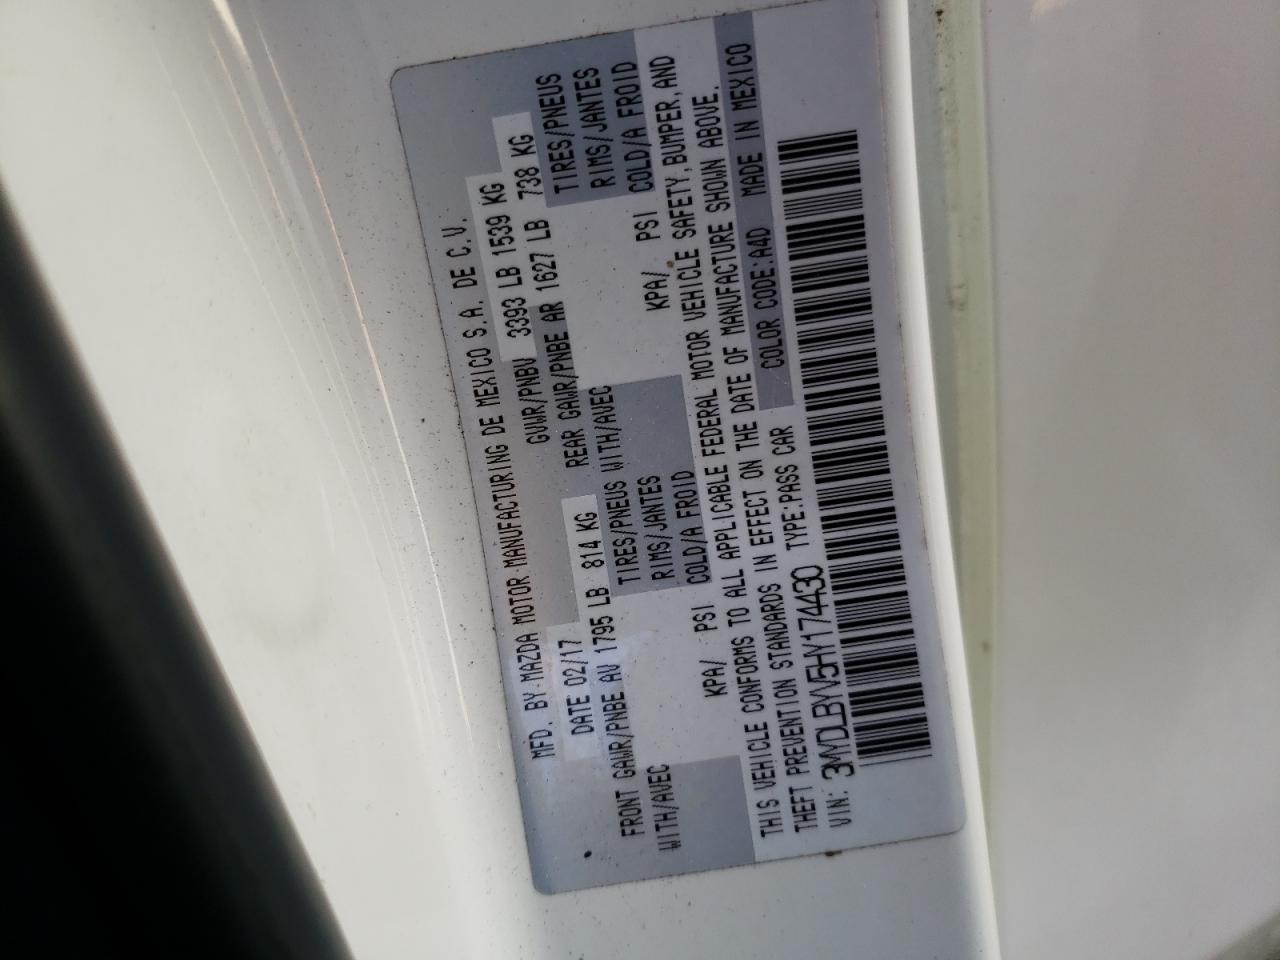 MFD. BY MAZDA MOTOR MANUFACTURING DE MEXICO S.A. DE C.V.
DATE 02/17 GVWR/PNBV 3393 LB 1539 KG
FRONT GAWR/PNBE AV 1795 LB 814 KG REAR GAWR/PNBE AR 1627 LB 738 KG
WITH/AVEC TIRES/PNEUS WITH/AVEC TIRES/PNEUS
RIMS/JANTES RIMS/JANTES
KPA/ PSI COLD/A FROID KPA/ PSI COLD/A FROID
THIS VEHICLE CONFORMS TO ALL APPLICABLE FEDERAL MOTOR VEHICLE SAFETY, BUMPER, AND
THEFT PREVENTION STANDARDS IN EFFECT ON THE DATE OF MANUFACTURE SHOWN ABOVE.
VIN: 3MYDLBYV5HY174430 TYPE:PASS CAR COLOR CODE:A4D MADE IN MEXICO